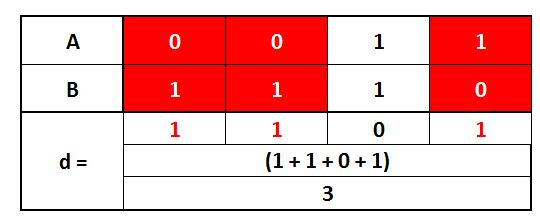 A 0 0 1 1
B 1 1 1 0
d = 1 1 0 1
(1 + 1 + 0 + 1)
3